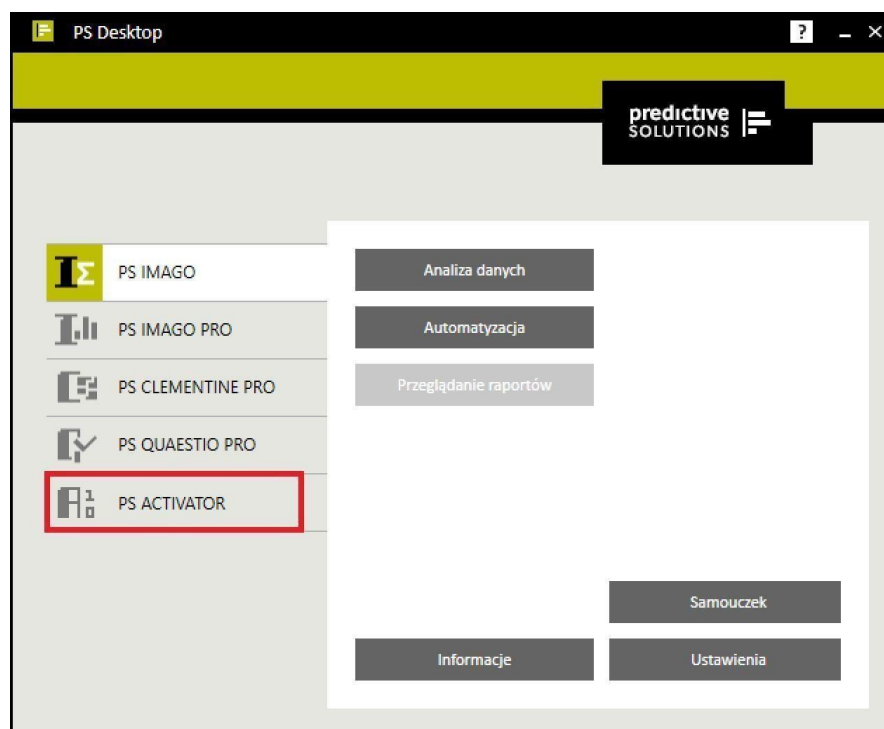 PS Desktop
?
predictive
SOLUTIONS
PS IMAGO
PS IMAGO PRO
PS CLEMENTINE PRO
PS QUAESTIO PRO
PS ACTIVATOR
Analiza danych
Automatyzacja
Przeglądanie raportów
Samouczek
Informacje
Ustawienia